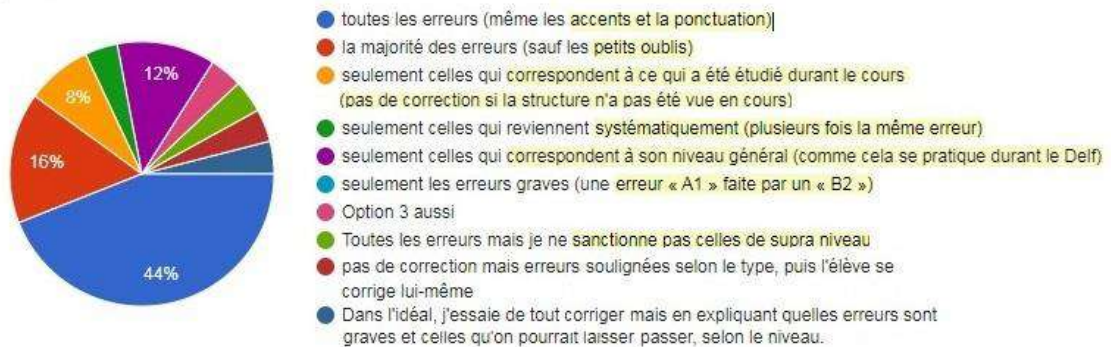 toutes les erreurs (même les accents et la ponctuation)
la majorité des erreurs (sauf les petits oublis)
seulement celles qui correspondent à ce qui a été étudié durant le cours
(pas de correction si la structure n'a pas été vue en cours)
seulement celles qui reviennent systématiquement (plusieurs fois la même erreur)
seulement celles qui correspondent à son niveau général (comme cela se pratique durant le Delf)
seulement les erreurs graves (une erreur « A1 » faite par un « B2 »)
Option 3 aussi
Toutes les erreurs mais je ne sanctionne pas celles de supra niveau
pas de correction mais erreurs soulignées selon le type, puis l'élève se
corrige lui-même
Dans l'idéal, j'essaie de tout corriger mais en expliquant quelles erreurs sont
graves et celles qu'on pourrait laisser passer, selon le niveau.
12%
8%
16%
44%